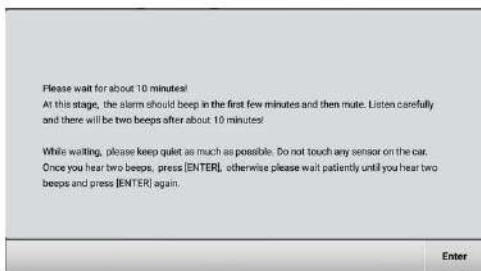 Please wait for about 10 minutes!
At this stage, the alarm should beep in the first few minutes and then mute. Listen carefully
and there will be two beeps after about 10 minutes!
While waiting, please keep quiet as much as possible. Do not touch any sensor on the car.
Once you hear two beeps, press [ENTER], otherwise please wait patiently until you hear two
beeps and press [ENTER] again.
Enter